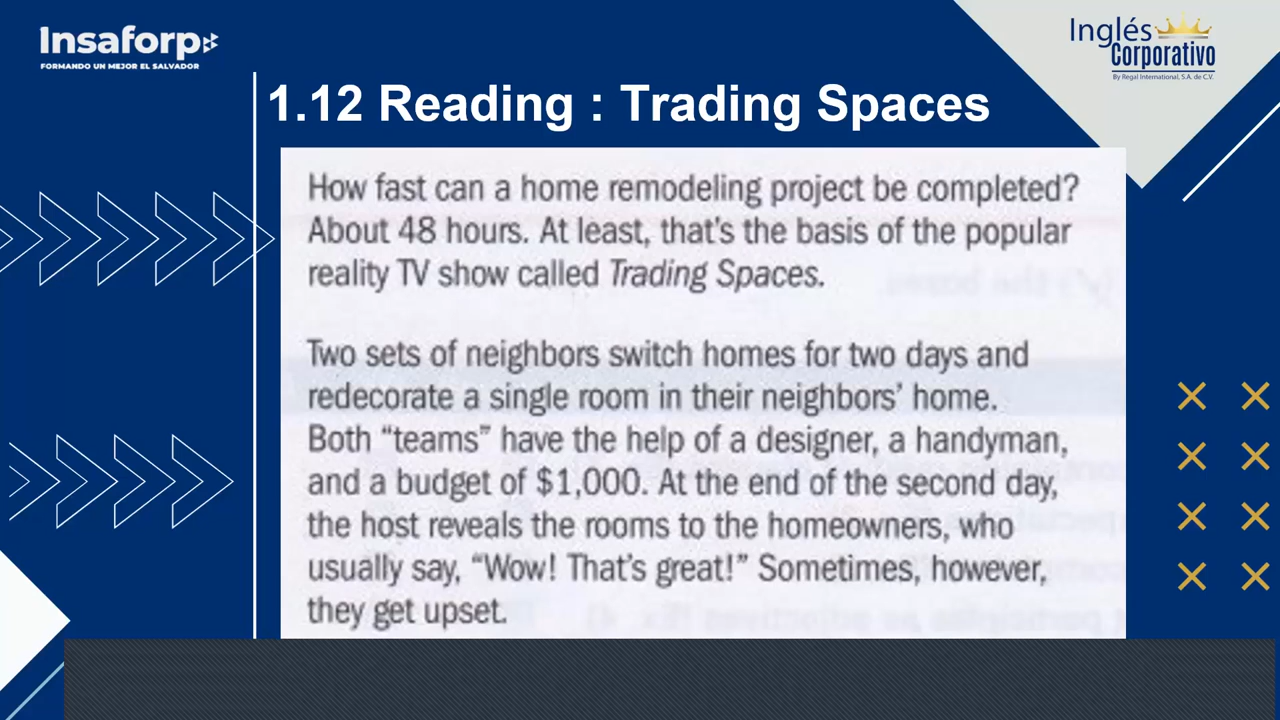 Insaforp
FORMANDO UN MEJOR EL SALVADOR
Inglés
Corporativo
By Regal International, S.A. de C.V.
1.12 Reading : Trading Spaces
How fast can a home remodeling project be completed?
About 48 hours. At least, that's the basis of the popular
reality TV show called Trading Spaces.
Two sets of neighbors switch homes for two days and
redecorate a single room in their neighbors' home.
Both “teams” have the help of a designer, a handyman,
and a budget of $1,000. At the end of the second day,
the host reveals the rooms to the homeowners, who
usually say, “Wow! That's great!” Sometimes, however,
they get upset.